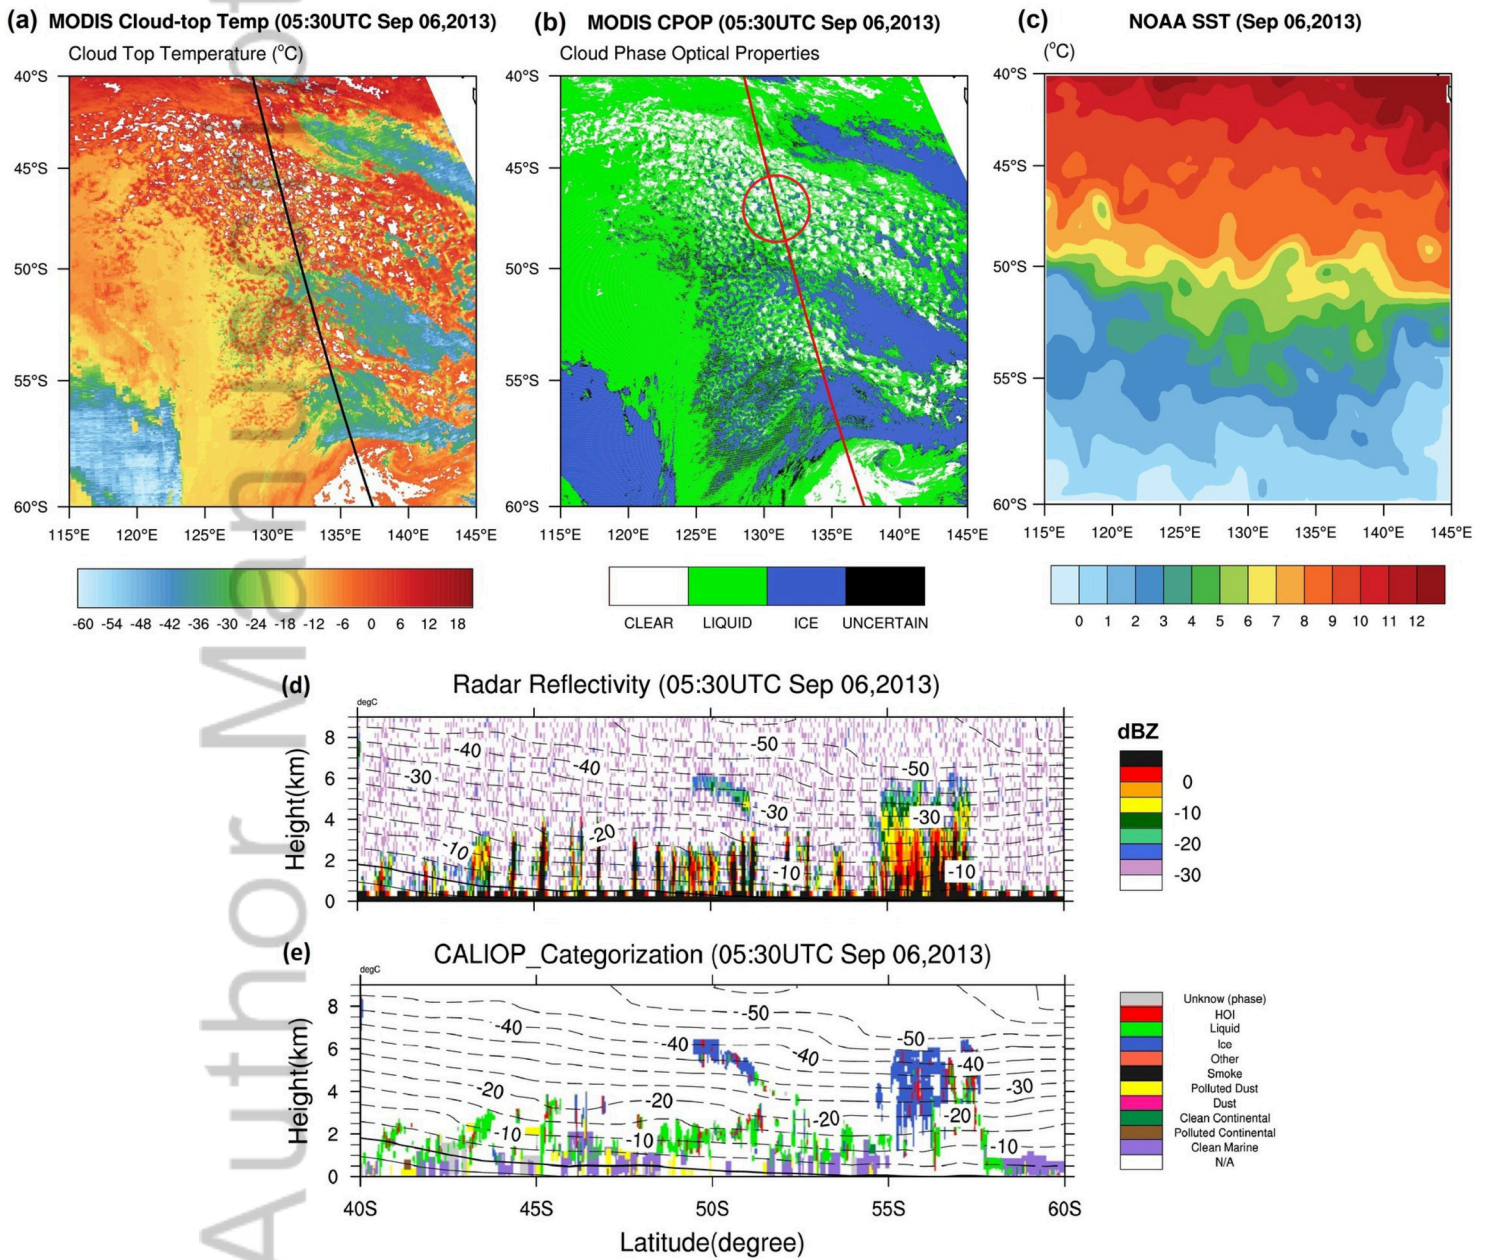 (a) MODIS Cloud-top Temp (05:30UTC Sep 06,2013)
Cloud Top Temperature (°C)
40°S
45°S
50°S
55°S
60°S
115°E 120°E 125°E 130°E 135°E 140°E 145°E
-60 -54 -48 -42 -36 -30 -24 -18 -12 -6 0 6 12 18
(b) MODIS CPOP (05:30UTC Sep 06,2013)
Cloud Phase Optical Properties
40°S
45°S
50°S
55°S
60°S
115°E 120°E 125°E 130°E 135°E 140°E 145°E
CLEAR LIQUID ICE UNCERTAIN
(c) NOAA SST (Sep 06,2013)
(°C)
40°S
45°S
50°S
55°S
60°S
115°E 120°E 125°E 130°E 135°E 140°E 145°E
0 1 2 3 4 5 6 7 8 9 10 11 12
(d) Radar Reflectivity (05:30UTC Sep 06,2013)
degC
Height(km)
8
6
4
2
0
-40 -50
-30 -40 -50
-20 -30 -30
-10 -10 -10
dBZ
0
-10
-20
-30
(e) CALIOP_Categorization (05:30UTC Sep 06,2013)
degC
Height(km)
8
6
4
2
0
-50
-40 -50
-40 -40 -40
-20 -20 -20 -20 -30
-10 -10 -10 -10
40S 45S 50S 55S 60S
Latitude(degree)
Unknow (phase)
HOI
Liquid
Ice
Other
Smoke
Polluted Dust
Dust
Clean Continental
Polluted Continental
Clean Marine
N/A
Author Manuscript